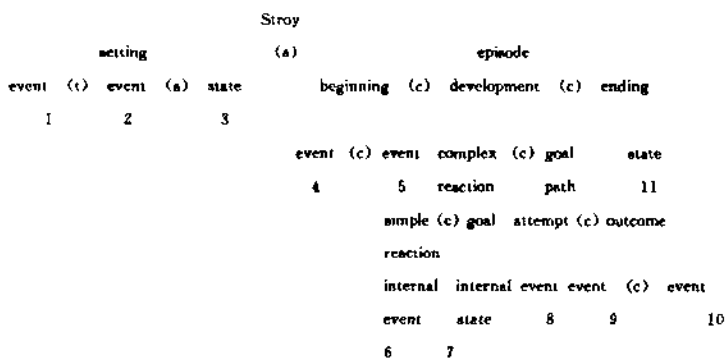 Stroy
setting (a) episode
event (t) event (a) state beginning (c) development (c) ending
1 2 3
event (c) event complex (c) goal state
4 5 reaction path 11
simple (c) goal attempt (c) outcome
reaction
internal internal event event (c) event
event state 8 9 10
6 7